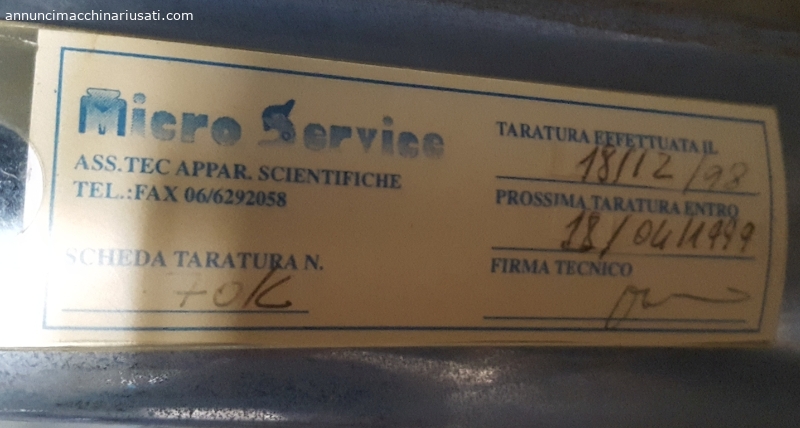 annuncimacchinariusati.com
Micro Service
ASS.TEC APPAR. SCIENTIFICHE
TEL.:FAX 06/6292058
SCHEDA TARATURA N.
TARATURA EFFETTUATA IL
18/12/98
PROSSIMA TARATURA ENTRO
18/04/1999
FIRMA TECNICO